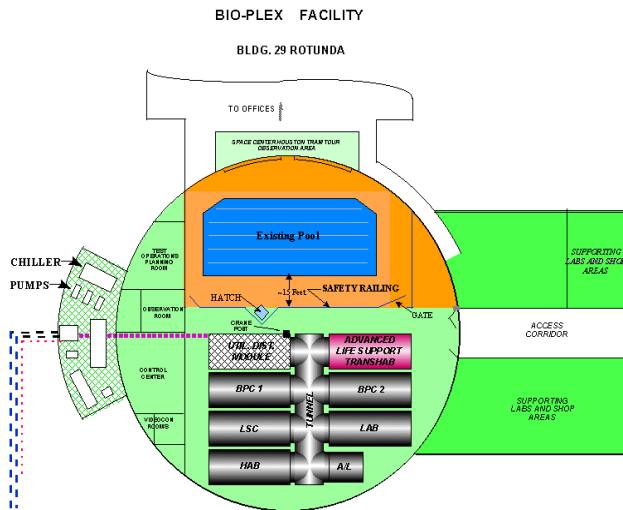 BIO-PLEX FACILITY
BLDG. 29 ROTUNDA
TO OFFICES
SPACE CENTER HOUSTON TRAM TOUR
OBSERVATION AREA
TEST
OPERATIONS
PLANNING
ROOM
Existing Pool
SUPPORTING
LABS AND SHOP
AREAS
CHILLER
PUMPS
~15 Feet
SAFETY RAILING
HATCH
GATE
OBSERVATION
ROOM
CRANE
POST
ACCESS
CORRIDOR
UTIL. DIST.
MODULE
ADVANCED
LIFE SUPPORT
TRANSHAB
CONTROL
CENTER
BPC 1
TUNNEL
BPC 2
SUPPORTING
LABS AND SHOP
AREAS
VIDEOCON
ROOMS
LSC
LAB
HAB
A/L